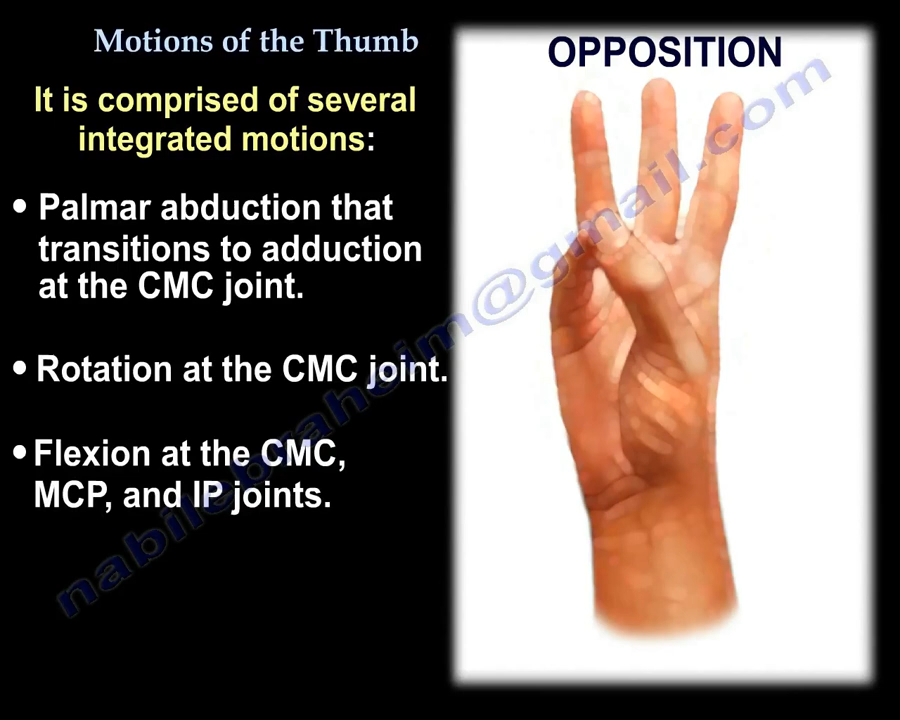 Motions of the Thumb
It is comprised of several
integrated motions:
• Palmar abduction that
transitions to adduction
at the CMC joint.
• Rotation at the CMC joint.
• Flexion at the CMC,
MCP, and IP joints.
OPPOSITION
nabilebraheim@gmail.com